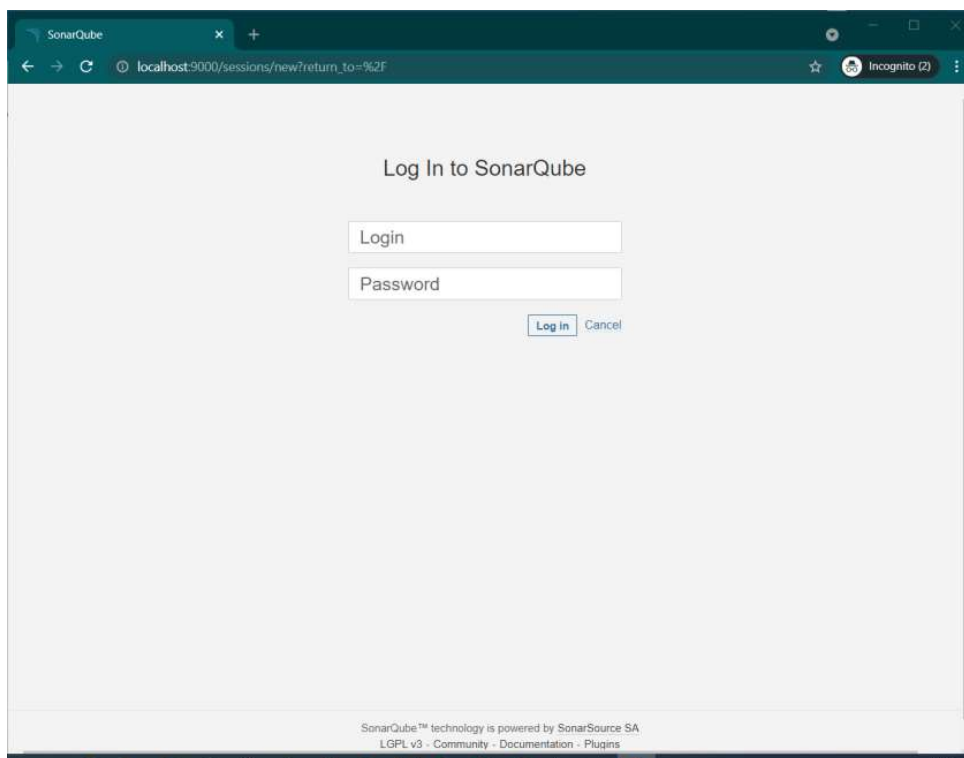 SonarQube
localhost:9000/sessions/new?return_to=%2F
Incognito (2)
Log In to SonarQube
Login
Password
Log in Cancel
SonarQube™ technology is powered by SonarSource SA
LGPL v3 - Community - Documentation - Plugins